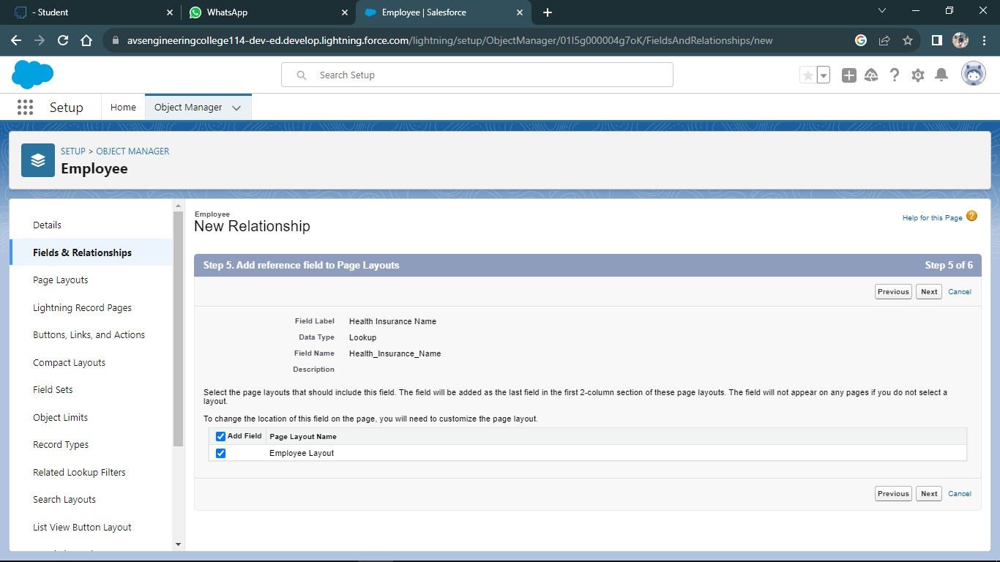 - Student
WhatsApp
Employee | Salesforce
avsengineeringcollege114-dev-ed.develop.lightning.force.com/lightning/setup/ObjectManager/01I5g000004g7oK/FieldsAndRelationships/new
Search Setup
Setup
Home
Object Manager
SETUP > OBJECT MANAGER
Employee
Details
Fields & Relationships
Page Layouts
Lightning Record Pages
Buttons, Links, and Actions
Compact Layouts
Field Sets
Object Limits
Record Types
Related Lookup Filters
Search Layouts
List View Button Layout
Employee
New Relationship
Help for this Page
Step 5. Add reference field to Page Layouts
Step 5 of 6
Previous Next Cancel
Field Label Health Insurance Name
Data Type Lookup
Field Name Health_Insurance_Name
Description
Select the page layouts that should include this field. The field will be added as the last field in the first 2-column section of these page layouts. The field will not appear on any pages if you do not select a
layout.
To change the location of this field on the page, you will need to customize the page layout.
Add Field Page Layout Name
Employee Layout
Previous Next Cancel